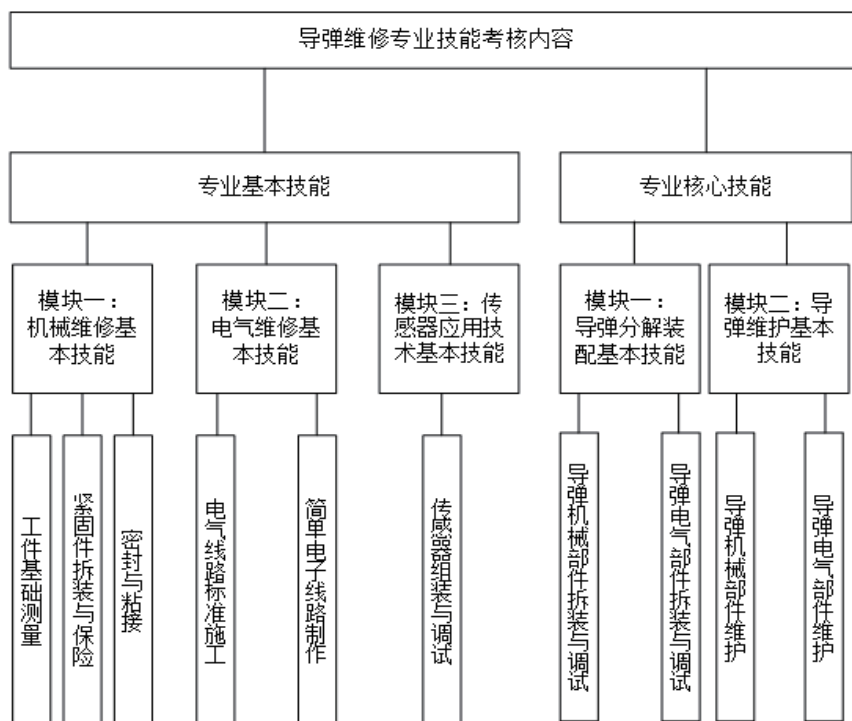 导弹维修专业技能考核内容
专业基本技能
专业核心技能
模块一：
机械维修基
本技能
模块二：
电气维修基
本技能
模块三：传
感器应用技
术基本技能
模块一：
导弹分解装
配基本技能
模块二：导
弹维护基本
技能
工件基础测量
紧固件拆装与保险
密封与粘接
电气线路标准施工
简单电子线路制作
传感器组装与调试
导弹机械部件拆装与调试
导弹电气部件拆装与调试
导弹机械部件维护
导弹电气部件维护